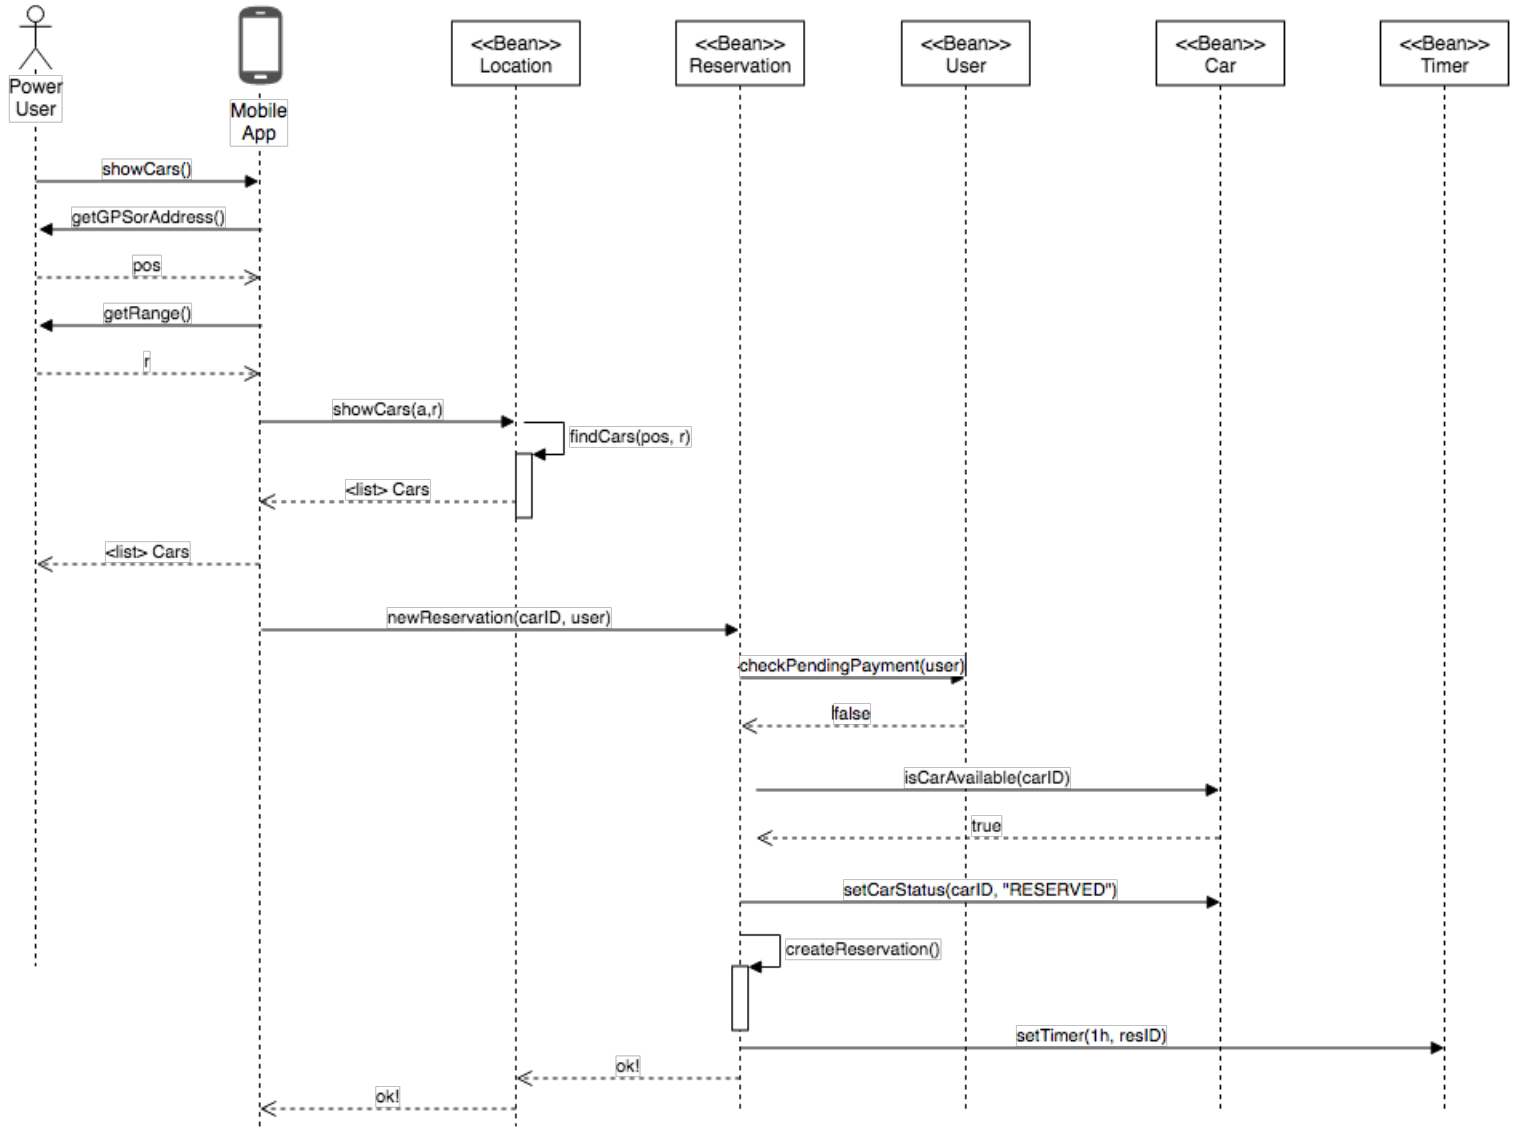 Power
User
Mobile
App
<<Bean>>
Location
<<Bean>>
Reservation
<<Bean>>
User
<<Bean>>
Car
<<Bean>>
Timer
showCars()
getGPSorAddress()
pos
getRange()
r
showCars(a,r)
findCars(pos, r)
<list> Cars
<list> Cars
newReservation(carID, user)
checkPendingPayment(user)
false
isCarAvailable(carID)
true
setCarStatus(carID, "RESERVED")
createReservation()
setTimer(1h, resID)
ok!
ok!